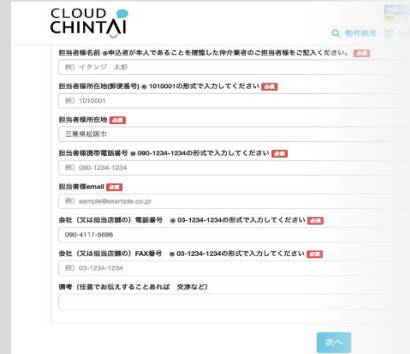 CLOUD
CHINTAI
物件検索
担当者様名前 ※申込者が本人であることを確認した仲介業者のご担当者様をご記入ください。 必須
例) イタンジ 太郎
担当者様所在地(郵便番号) ※ 1010001の形式で入力してください 必須
例) 1010001
担当者様所在地 必須
三重県松阪市
担当者様携帯電話番号 ※ 090-1234-1234の形式で入力してください 必須
例) 090-1234-1234
担当者様email 必須
例) sample@example.co.jp
会社（又は担当店舗の）電話番号 ※ 03-1234-1234の形式で入力してください 必須
090-4117-5686
会社（又は担当店舗の）FAX番号 ※ 03-1234-1234の形式で入力してください 必須
例) 03-1234-1234
備考（任意でお伝えすることあれば 交渉など）
次へ